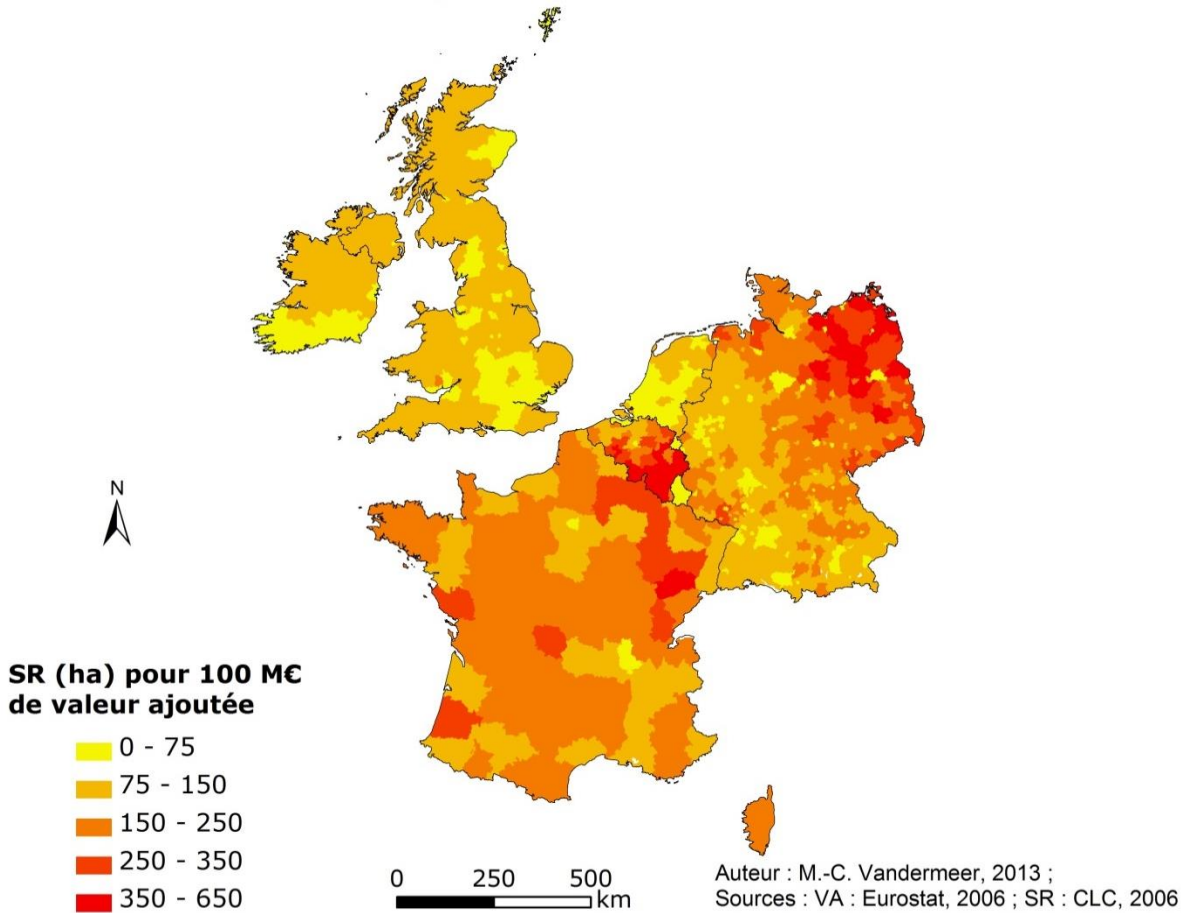 N
SR (ha) pour 100 M€
de valeur ajoutée
0 - 75
75 - 150
150 - 250
250 - 350
350 - 650
0 250 500
km
Auteur : M.-C. Vandermeer, 2013 ;
Sources : VA : Eurostat, 2006 ; SR : CLC, 2006